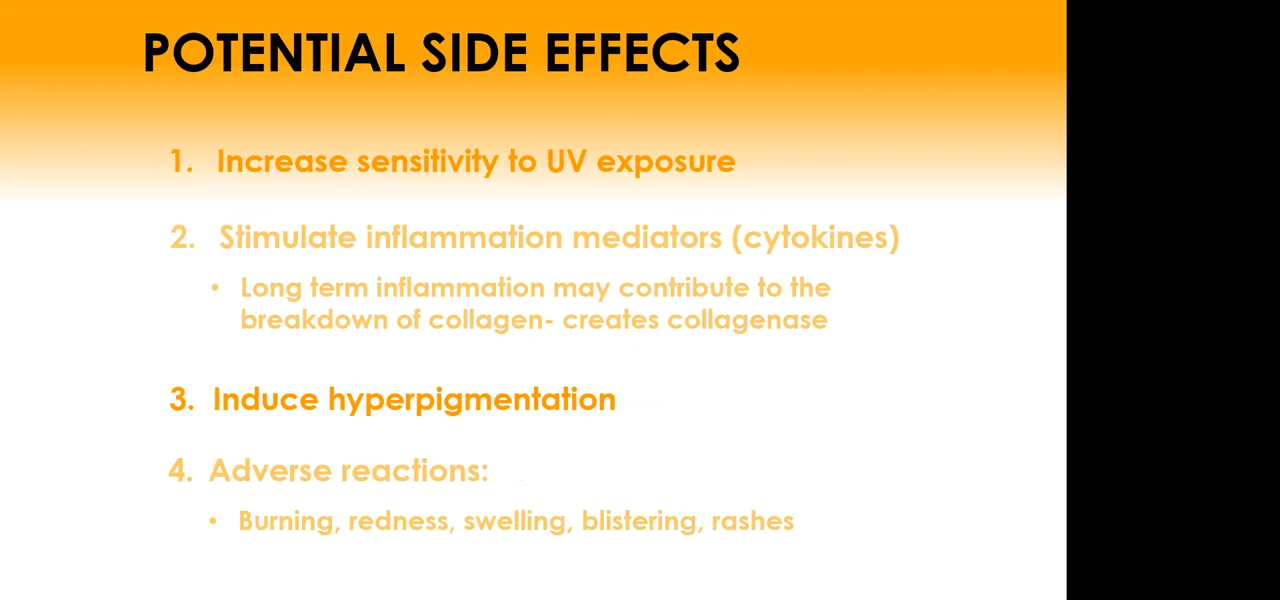 POTENTIAL SIDE EFFECTS
1. Increase sensitivity to UV exposure
2. Stimulate inflammation mediators (cytokines)
• Long term inflammation may contribute to the
breakdown of collagen- creates collagenase
3. Induce hyperpigmentation
4. Adverse reactions:
• Burning, redness, swelling, blistering, rashes